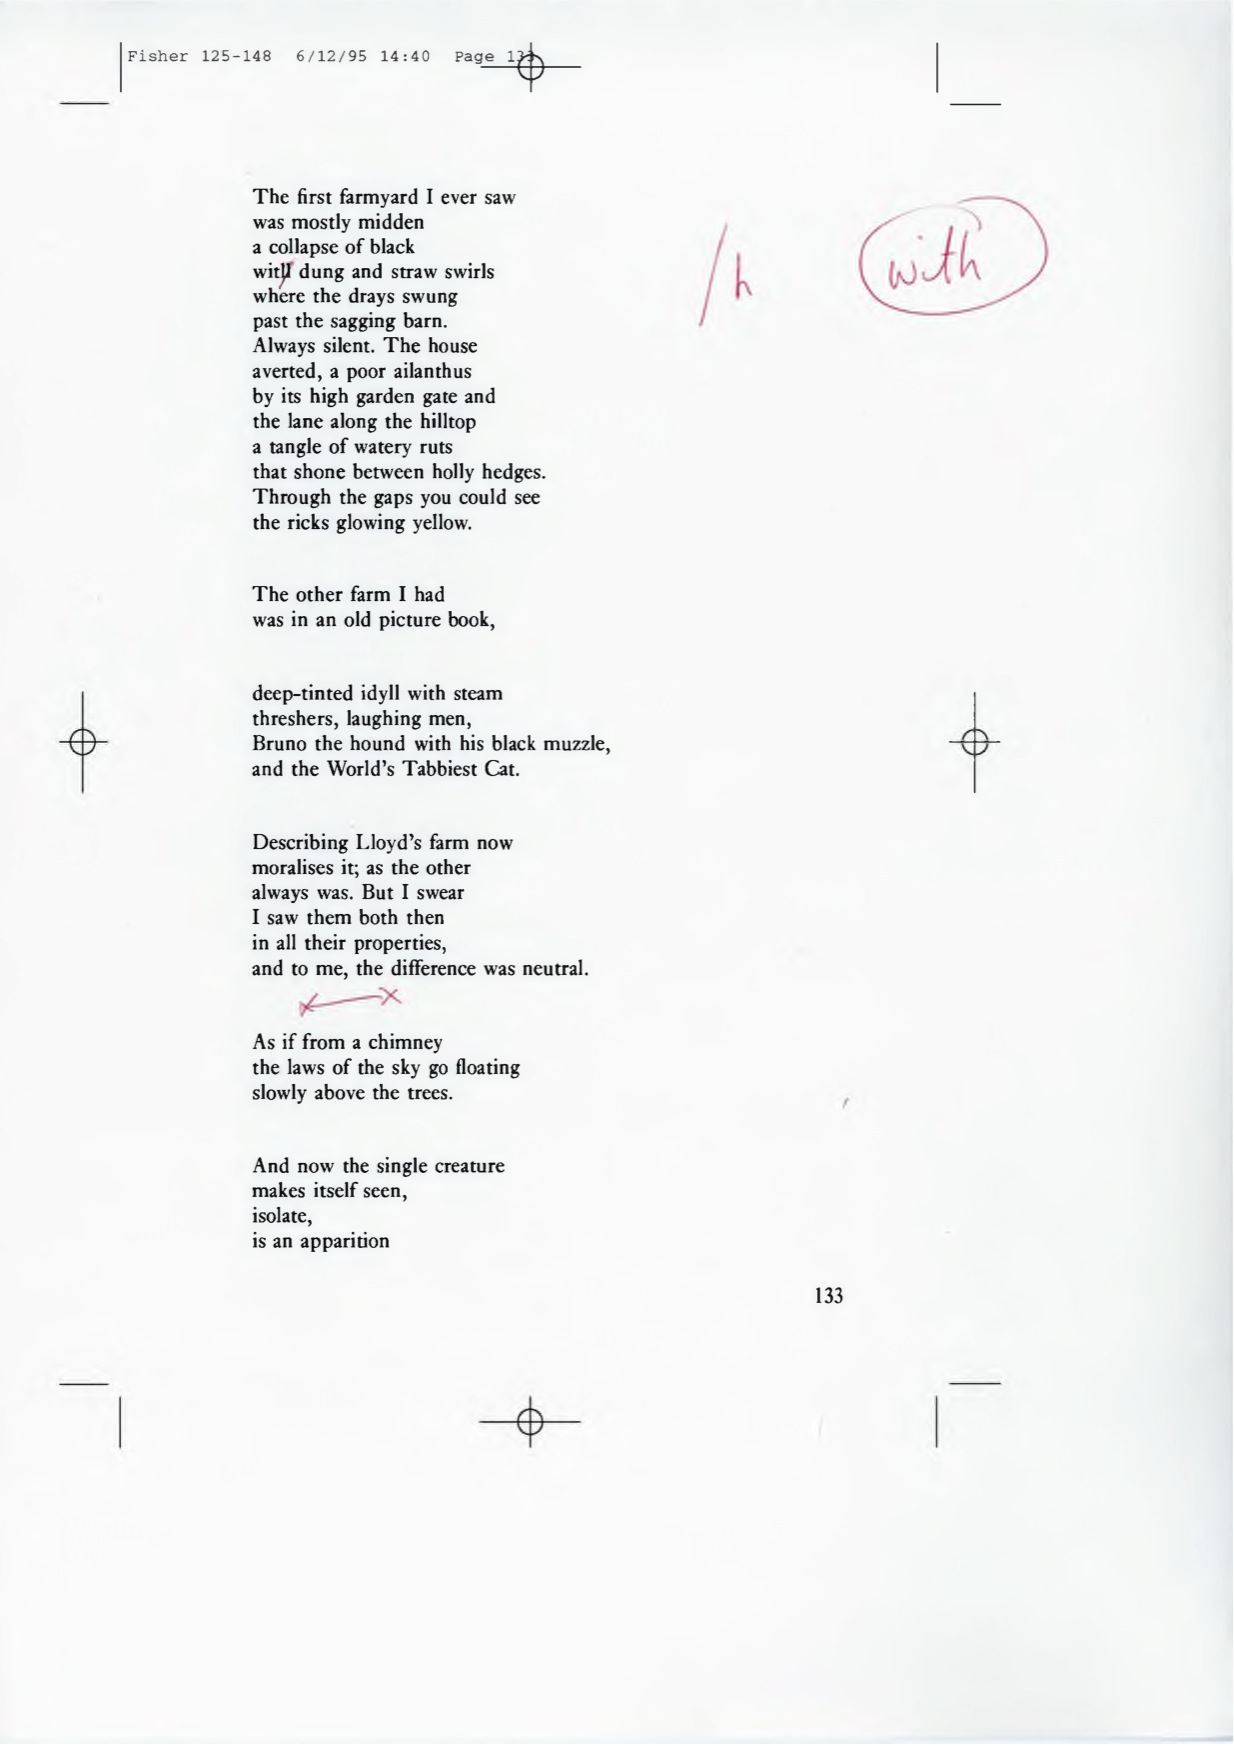 Fisher 125-148 6/12/95 14:40 Page 133
The first farmyard I ever saw
was mostly midden
a collapse of black
witl dung and straw swirls
/h with
where the drays swung
past the sagging barn.
Always silent. The house
averted, a poor ailanthus
by its high garden gate and
the lane along the hilltop
a tangle of watery ruts
that shone between holly hedges.
Through the gaps you could see
the ricks glowing yellow.
The other farm I had
was in an old picture book,
deep-tinted idyll with steam
threshers, laughing men,
Bruno the hound with his black muzzle,
and the World's Tabbiest Cat.
Describing Lloyd's farm now
moralises it; as the other
always was. But I swear
I saw them both then
in all their properties,
and to me, the difference was neutral.
As if from a chimney
the laws of the sky go floating
slowly above the trees.
And now the single creature
makes itself seen,
isolate,
is an apparition
133